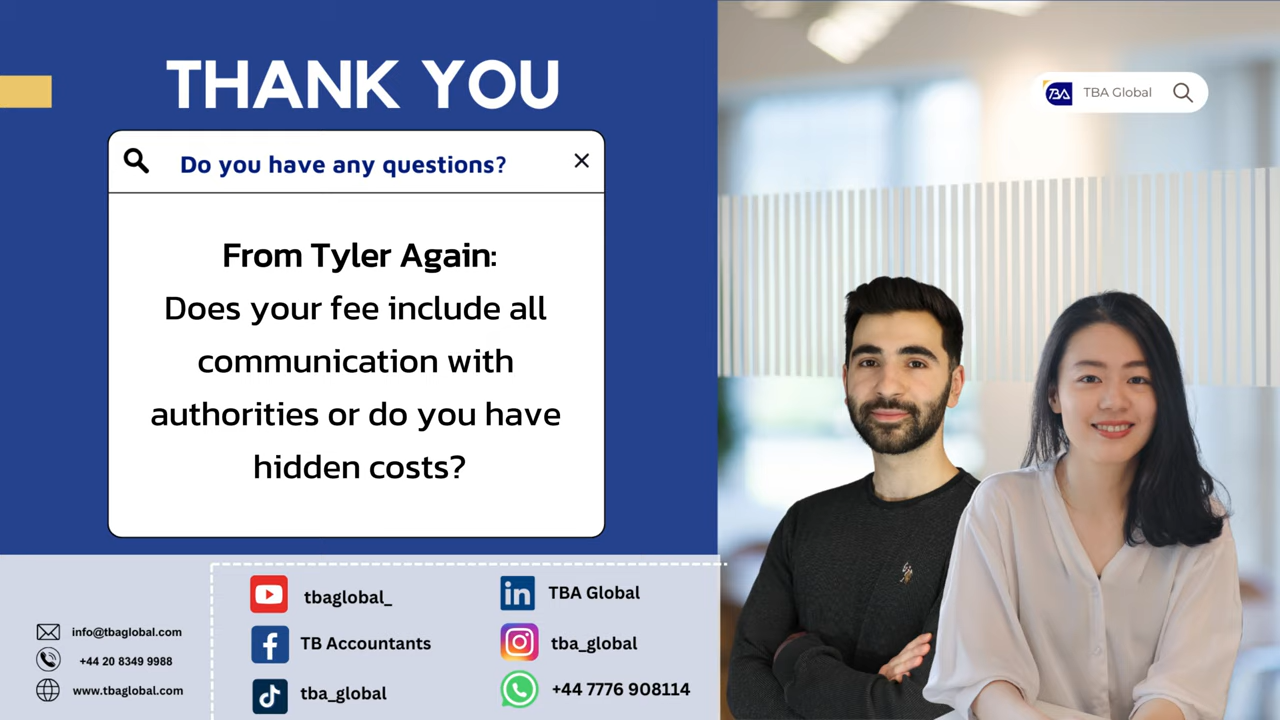 THANK YOU
Do you have any questions?
From Tyler Again:
Does your fee include all
communication with
authorities or do you have
hidden costs?
TBA TBA Global
info@tbaglobal.com
+44 20 8349 9988
www.tbaglobal.com
tbaglobal_
TB Accountants
tba_global
TBA Global
tba_global
+44 7776 908114